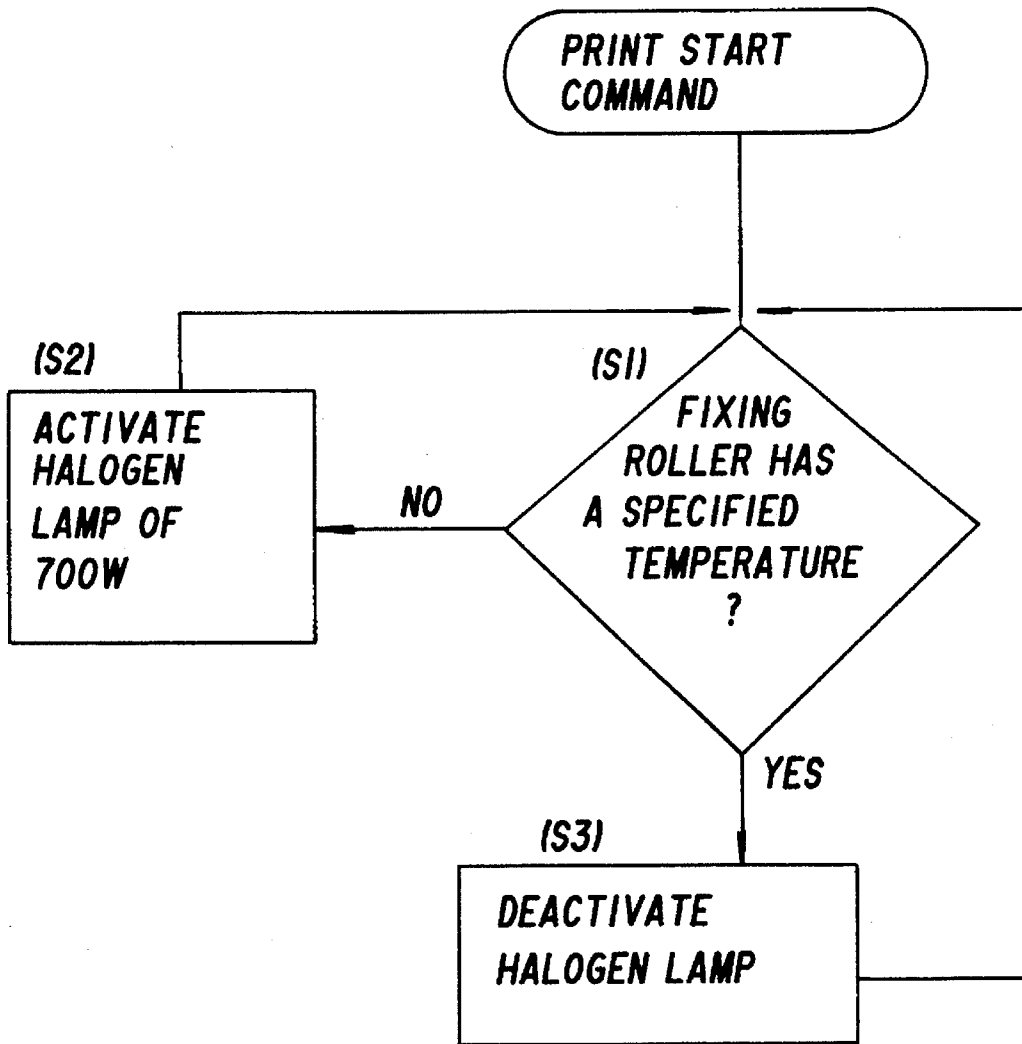 PRINT START
COMMAND
(S1)
FIXING
ROLLER HAS
A SPECIFIED
TEMPERATURE
?
NO
(S2)
ACTIVATE
HALOGEN
LAMP OF
700W
YES
(S3)
DEACTIVATE
HALOGEN LAMP